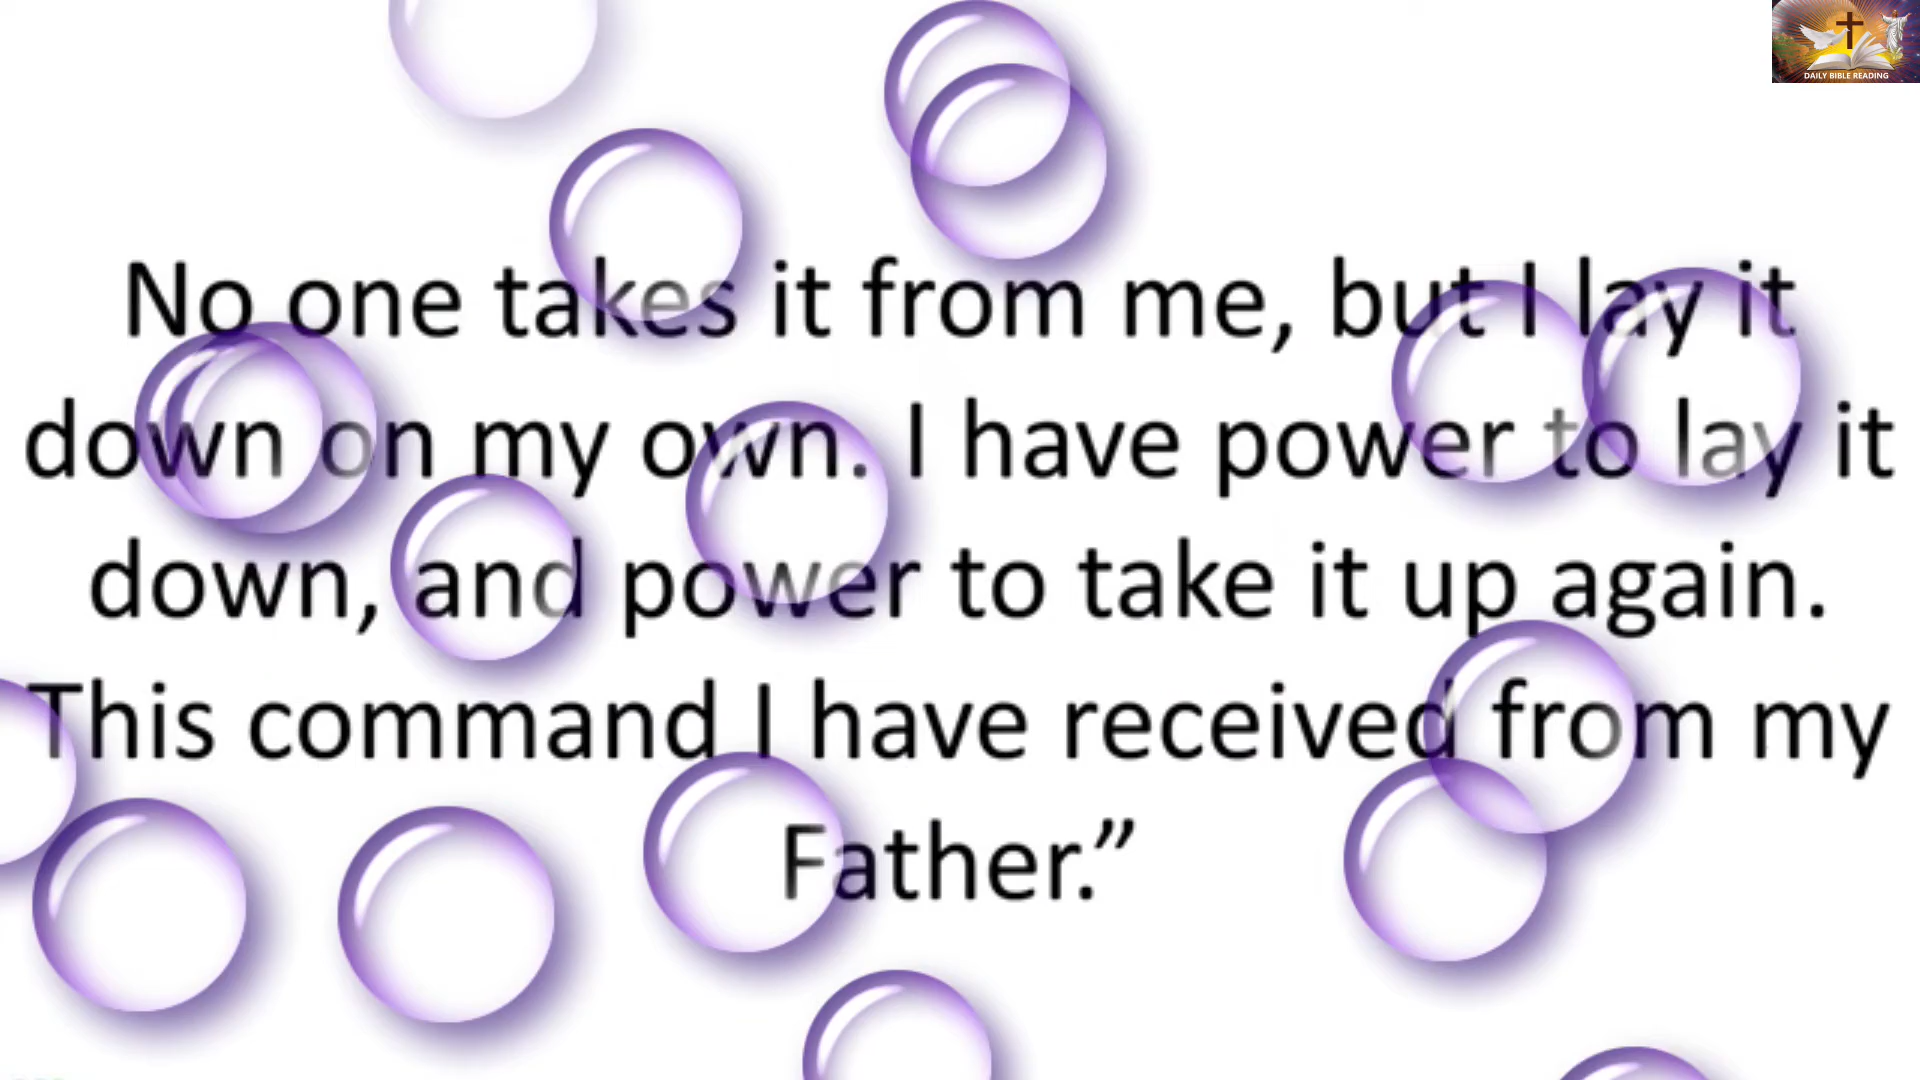 DAILY BIBLE READING
No one takes it from me, but I lay it
down on my own. I have power to lay it
down, and power to take it up again.
This command I have received from my
Father.”